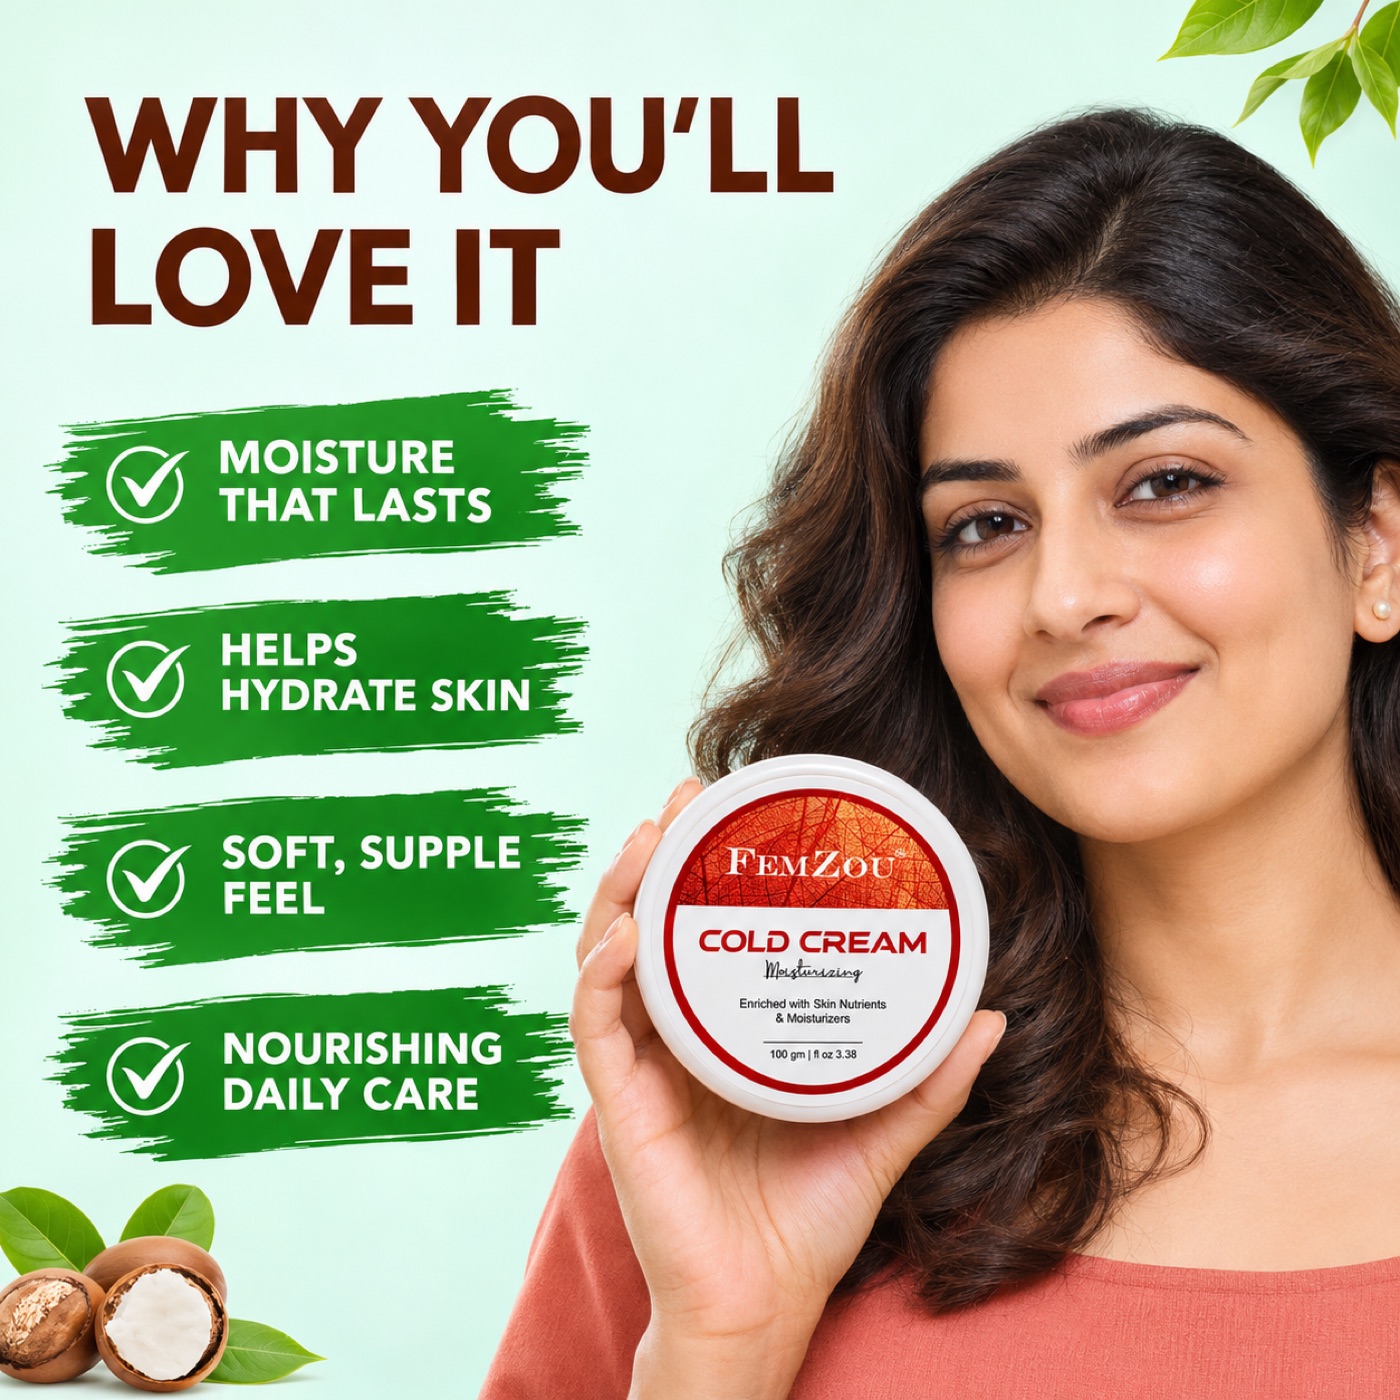 WHY YOU'LL
LOVE IT
MOISTURE
THAT LASTS
HELPS
HYDRATE SKIN
SOFT, SUPPLE
FEEL
NOURISHING
DAILY CARE
FEMZOU
COLD CREAM
Moisturizing
Enriched with Skin Nutrients
& Moisturizers
100 gm | fl oz 3.38